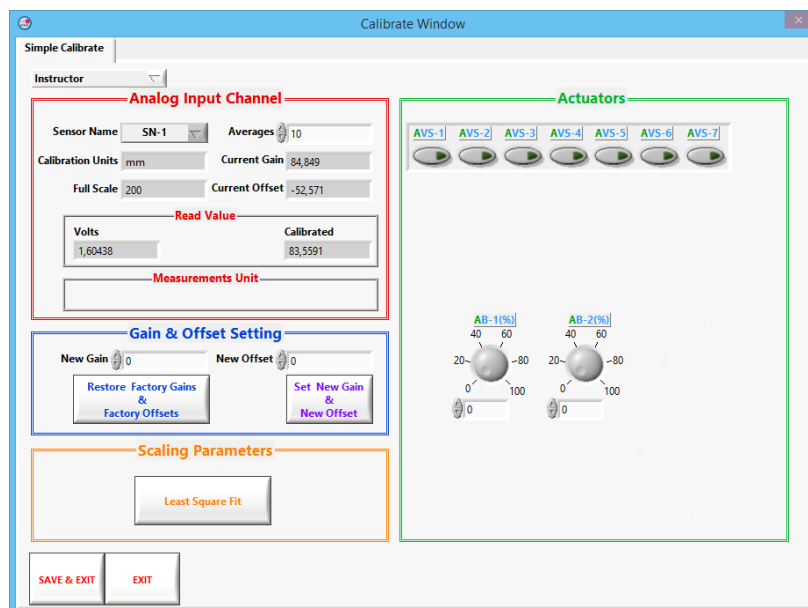 Calibrate Window
Simple Calibrate
Instructor
Analog Input Channel
Sensor Name SN-1 Averages 10
Calibration Units mm Current Gain 84,849
Full Scale 200 Current Offset -52,571
Read Value
Volts Calibrated
1,60438 83,5591
Measurements Unit
Gain & Offset Setting
New Gain 0 New Offset 0
Restore Factory Gains
&
Factory Offsets
Set New Gain
&
New Offset
Scaling Parameters
Least Square Fit
SAVE & EXIT EXIT
Actuators
AVS-1 AVS-2 AVS-3 AVS-4 AVS-5 AVS-6 AVS-7
AB-1(%) AB-2(%)
40 60 40 60
20 80 20 80
0 100 0 100
0 0